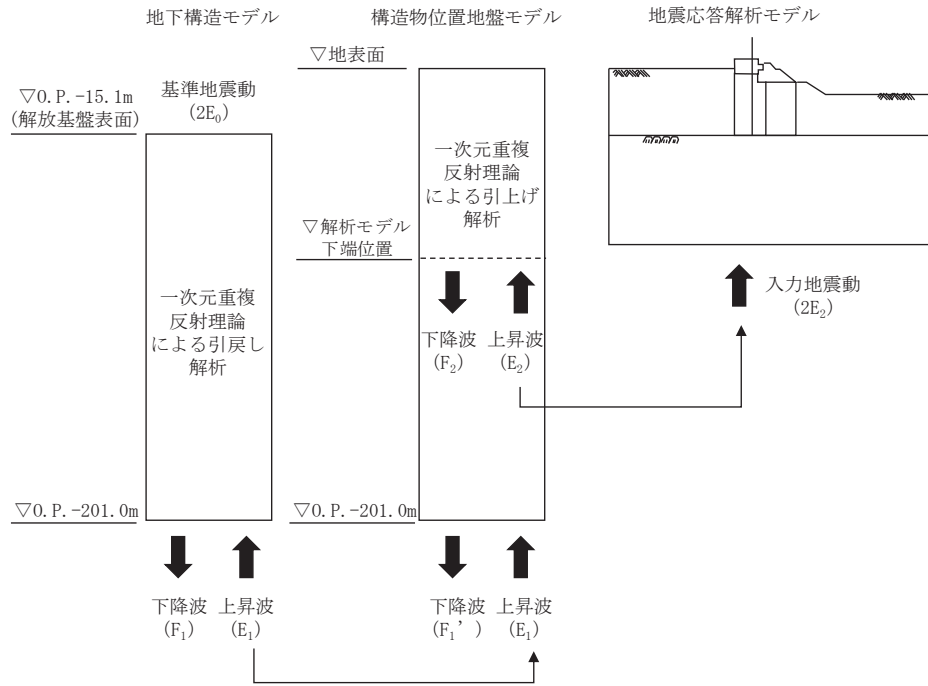 地下構造モデル
▽O.P.-15.1m
(解放基盤表面)
基準地震動
(2E₀)
一次元重複
反射理論
による引戻し
解析
▽O.P.-201.0m
下降波
(F₁)
上昇波
(E₁)
構造物位置地盤モデル
▽地表面
一次元重複
反射理論
による引上げ
解析
▽解析モデル
下端位置
下降波
(F₂)
上昇波
(E₂)
▽O.P.-201.0m
下降波
(F₁’)
上昇波
(E₁)
地震応答解析モデル
入力地震動
(2E₂)